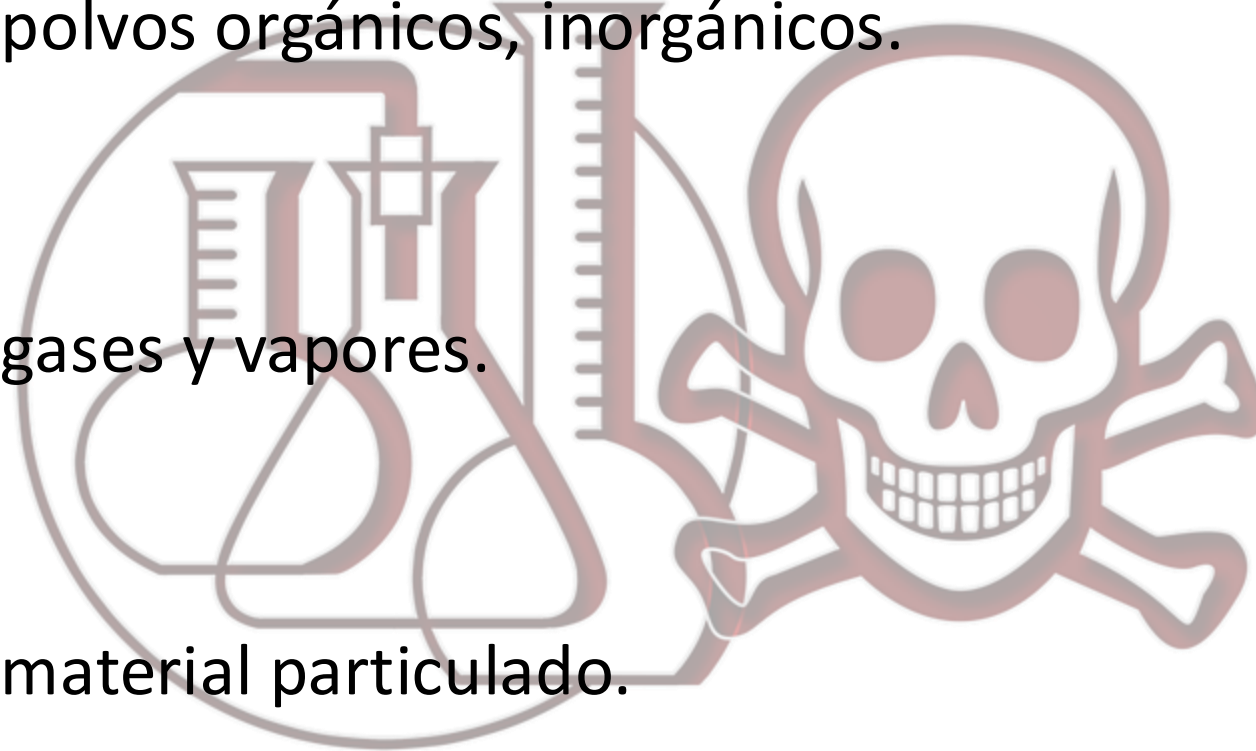 polvos orgánicos, inorgánicos.
gases y vapores.
material particulado.